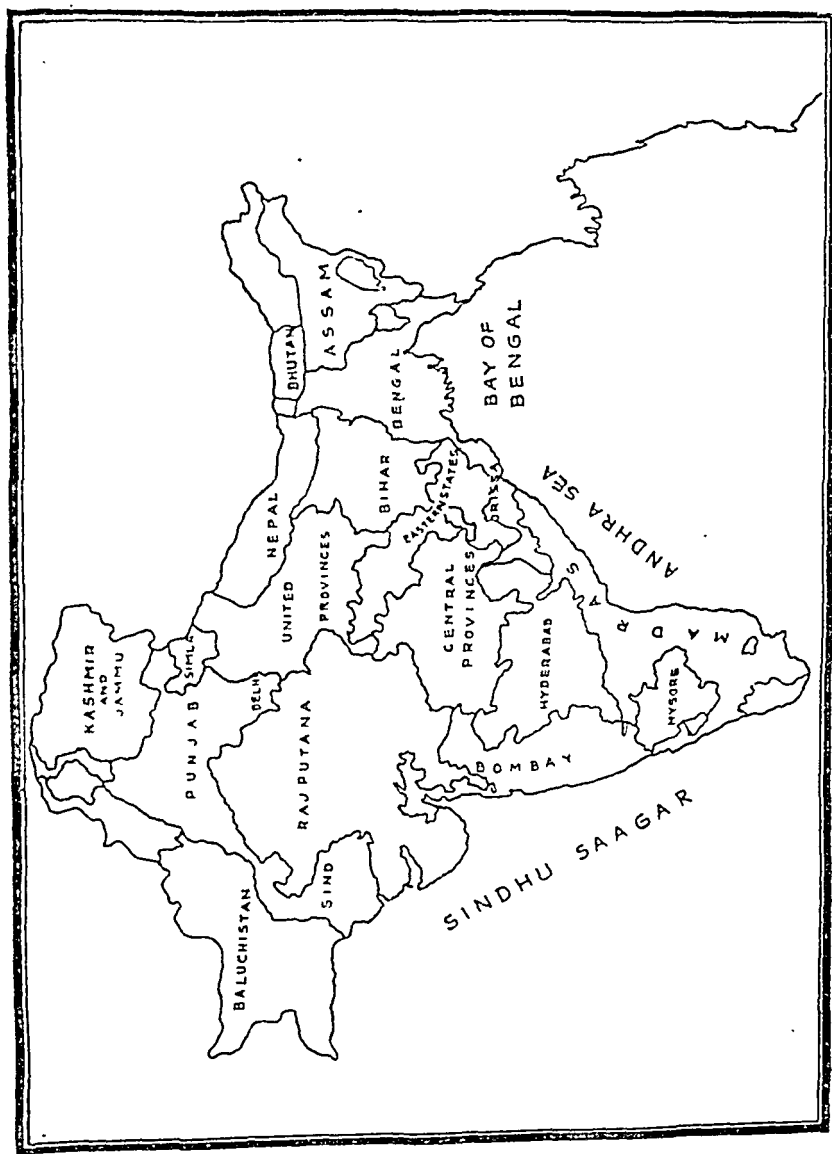 KASHMIR
AND
JAMMU
SIMLA
PUNJAB
DELHI
BALUCHISTAN
RAJPUTANA
SIND
NEPAL
UNITED
PROVINCES
BHUTAN
ASSAM
BIHAR
BENGAL
EASTERN STATES
ORISSA
CENTRAL
PROVINCES
BAY OF
BENGAL
BOMBAY
HYDERABAD
ANDHRA SEA
MADRAS
MYSORE
SINDHU SAAGAR